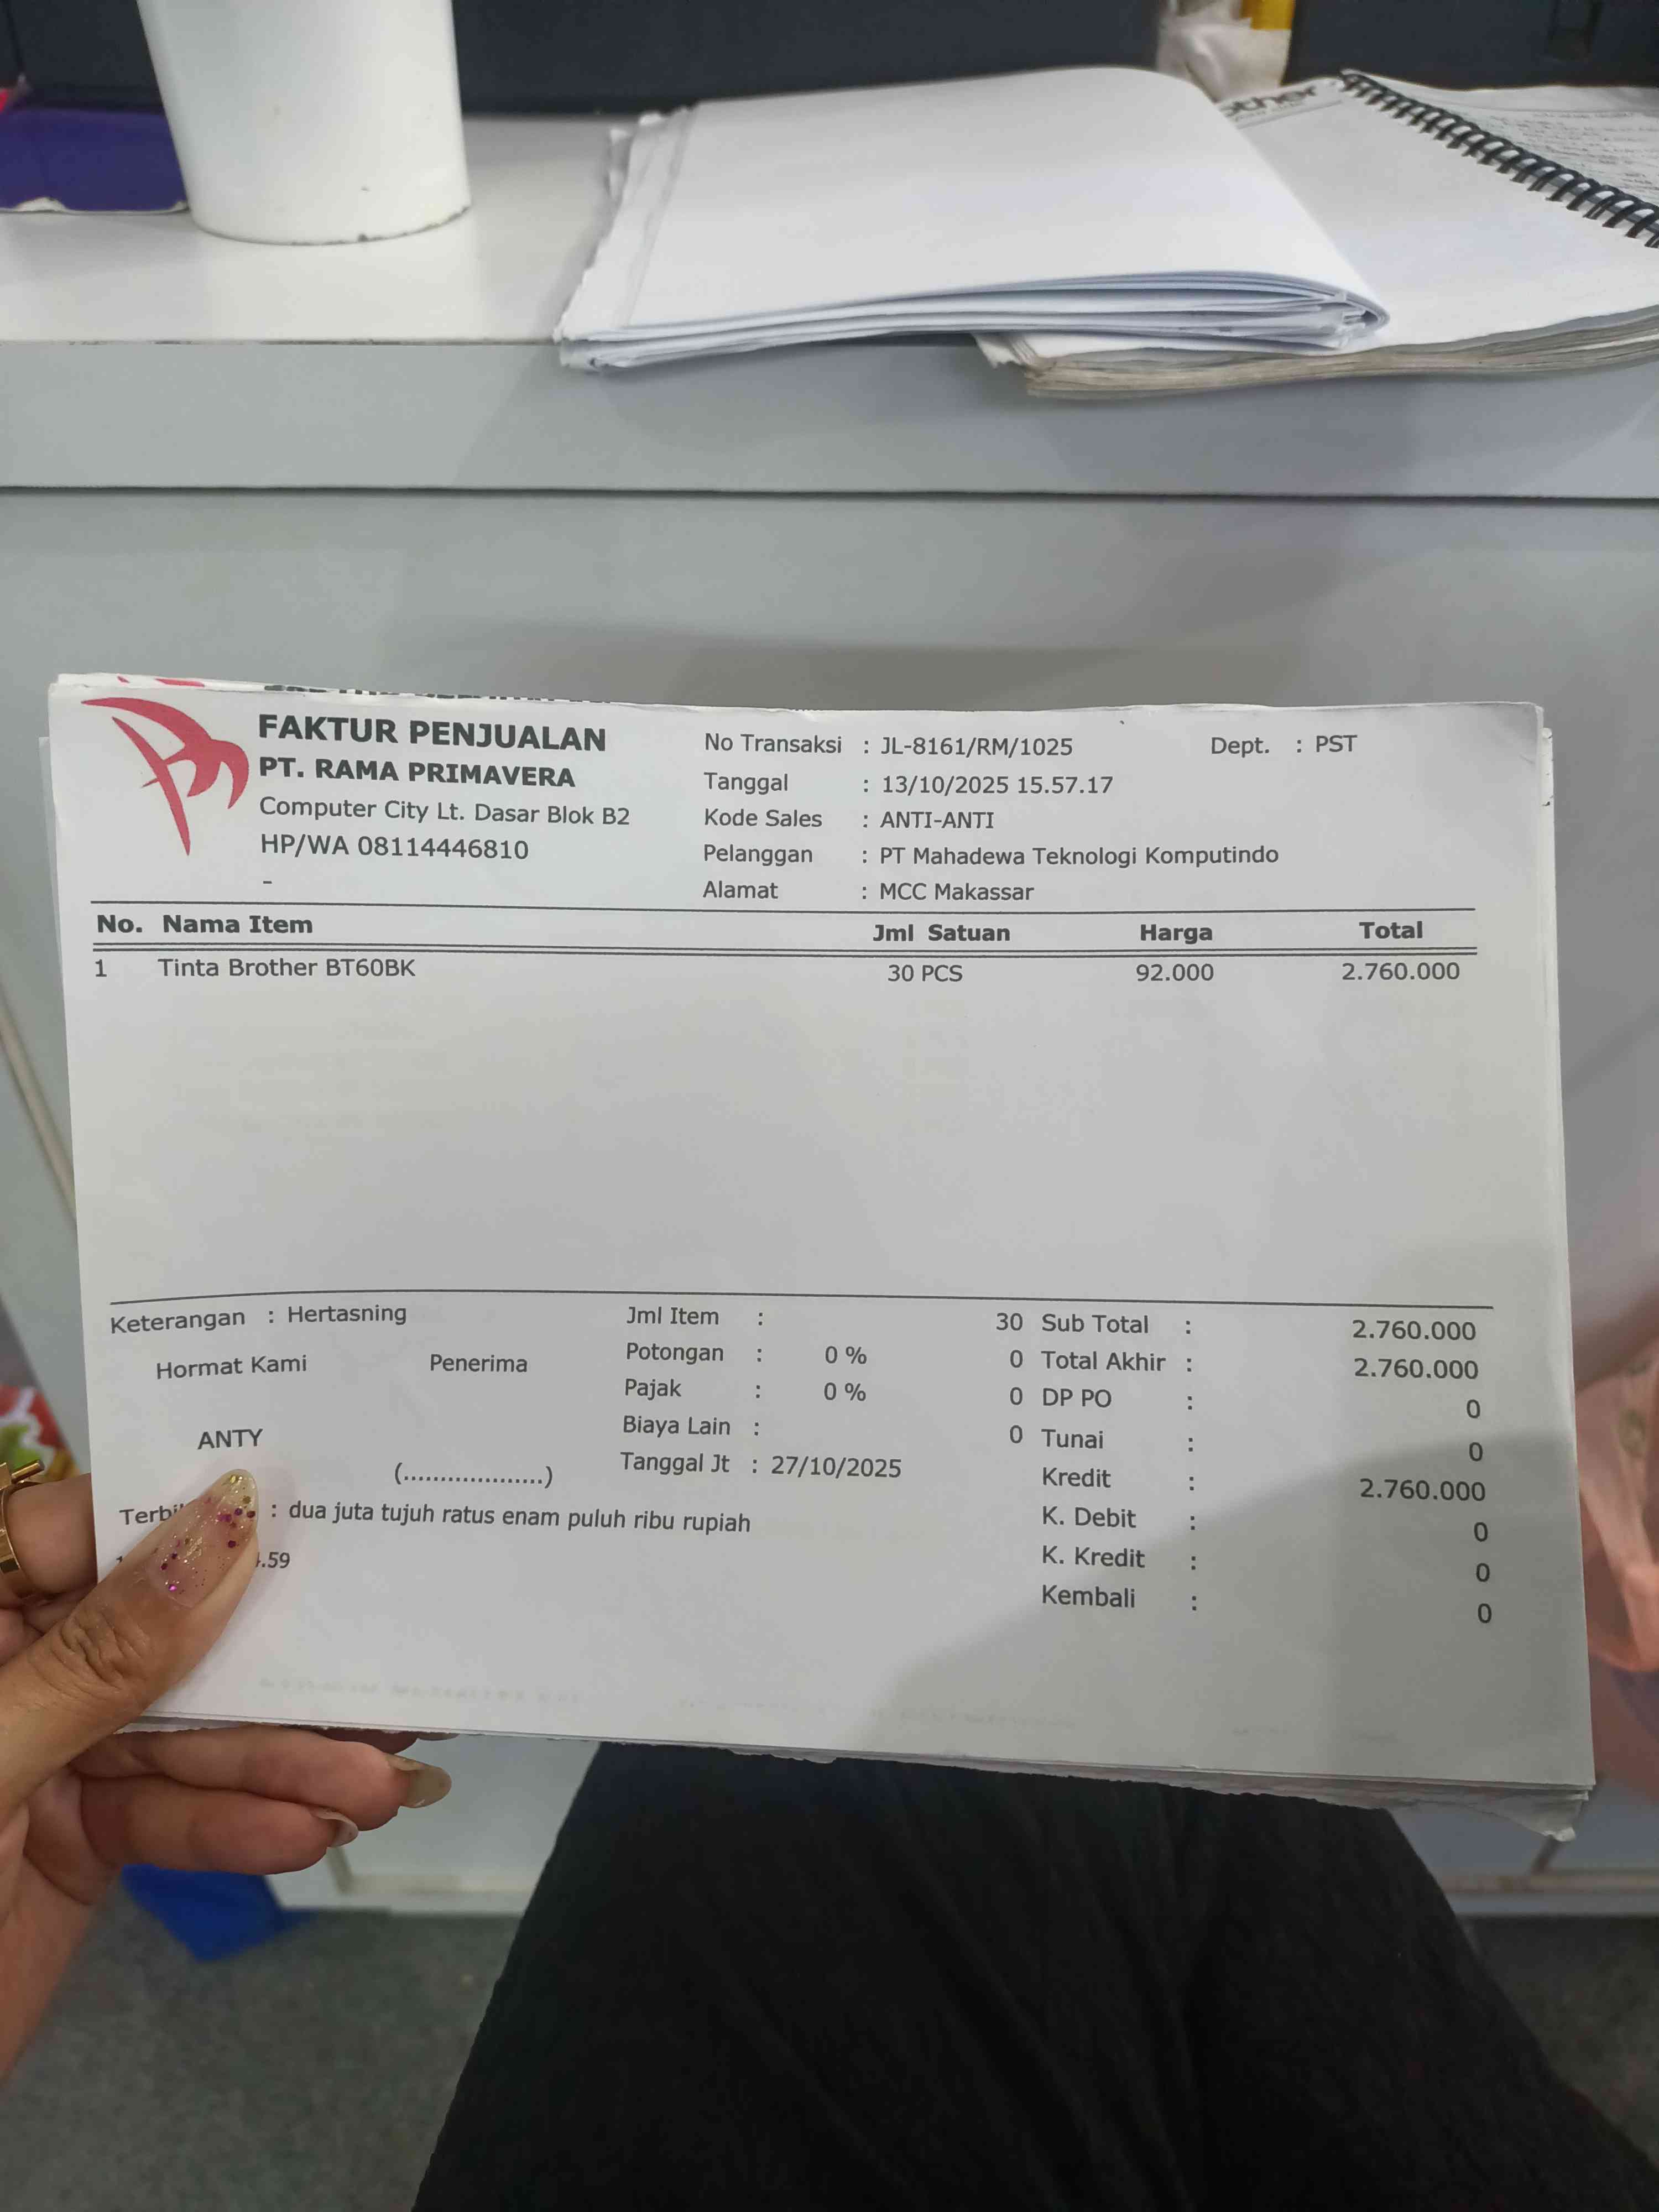 FAKTUR PENJUALAN
PT. RAMA PRIMAVERA
Computer City Lt. Dasar Blok B2
HP/WA 08114446810
-
No Transaksi : JL-8161/RM/1025 Dept. : PST
Tanggal : 13/10/2025 15.57.17
Kode Sales : ANTI-ANTI
Pelanggan : PT Mahadewa Teknologi Komputindo
Alamat : MCC Makassar
No. Nama Item Jml Satuan Harga Total
1 Tinta Brother BT60BK 30 PCS 92.000 2.760.000
Keterangan : Hertasning
Hormat Kami Penerima
ANTY
(...................)
Jml Item : 30
Potongan : 0 % 0
Pajak : 0 % 0
Biaya Lain : 0
Tanggal Jt : 27/10/2025
Sub Total : 2.760.000
Total Akhir : 2.760.000
DP PO : 0
Tunai : 0
Kredit : 2.760.000
K. Debit : 0
K. Kredit : 0
Kembali : 0
: dua juta tujuh ratus enam puluh ribu rupiah
.59